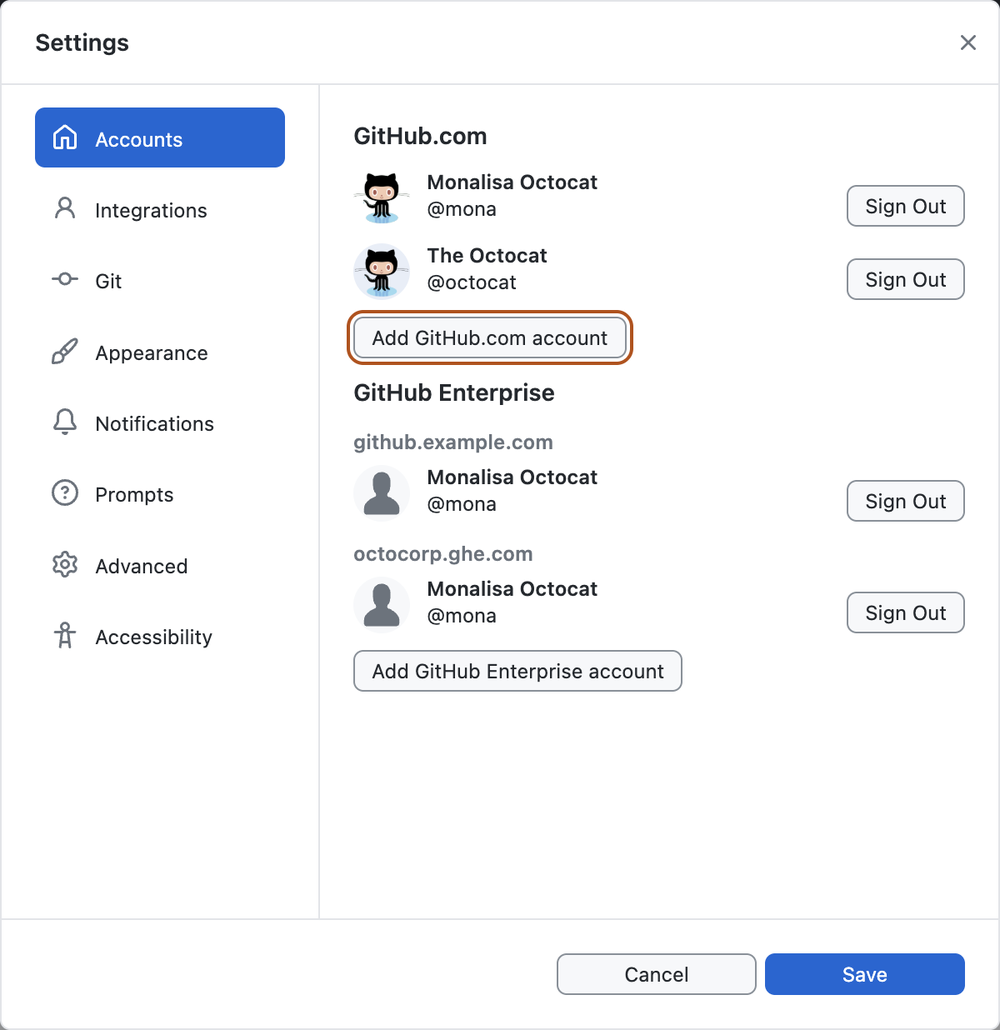 Settings
Accounts
Integrations
Git
Appearance
Notifications
Prompts
Advanced
Accessibility
GitHub.com
Monalisa Octocat
@mona
Sign Out
The Octocat
@octocat
Sign Out
Add GitHub.com account
GitHub Enterprise
github.example.com
Monalisa Octocat
@mona
Sign Out
octocorp.ghe.com
Monalisa Octocat
@mona
Sign Out
Add GitHub Enterprise account
Cancel
Save